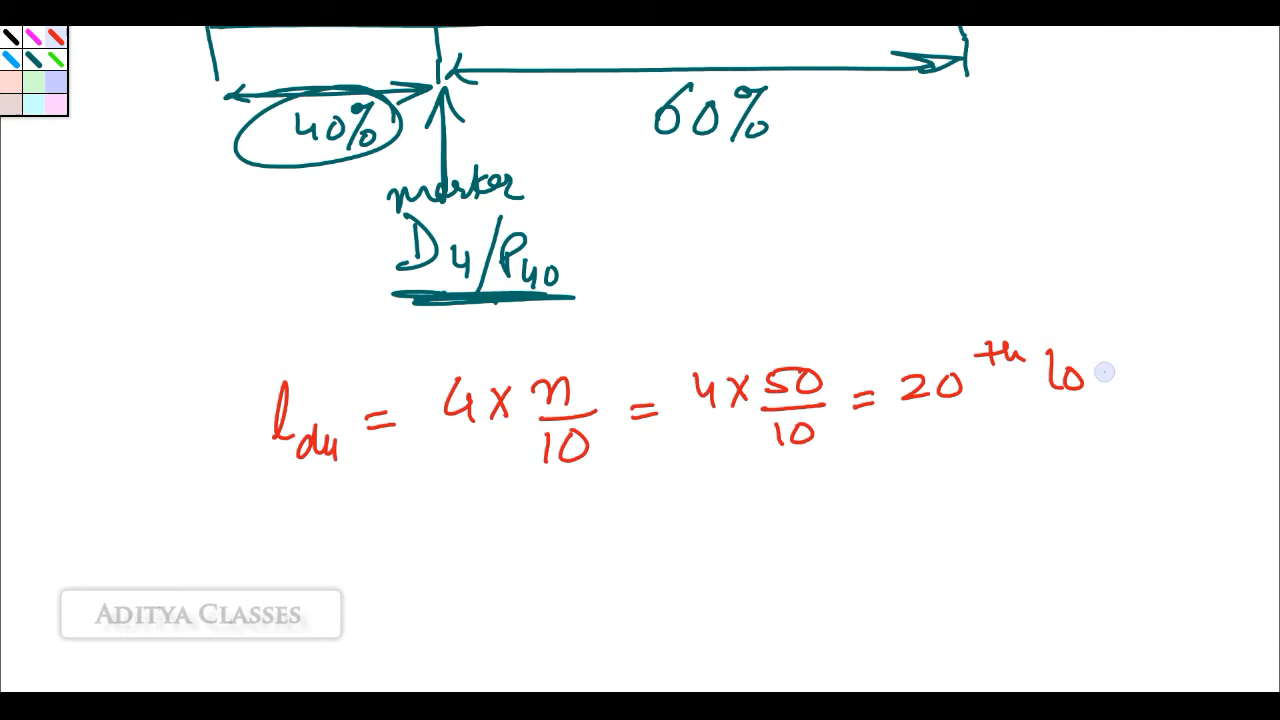 40% 60%
marker
D4/P40
ld4 = 4 × n/10 = 4 × 50/10 = 20th lo
ADITYA CLASSES